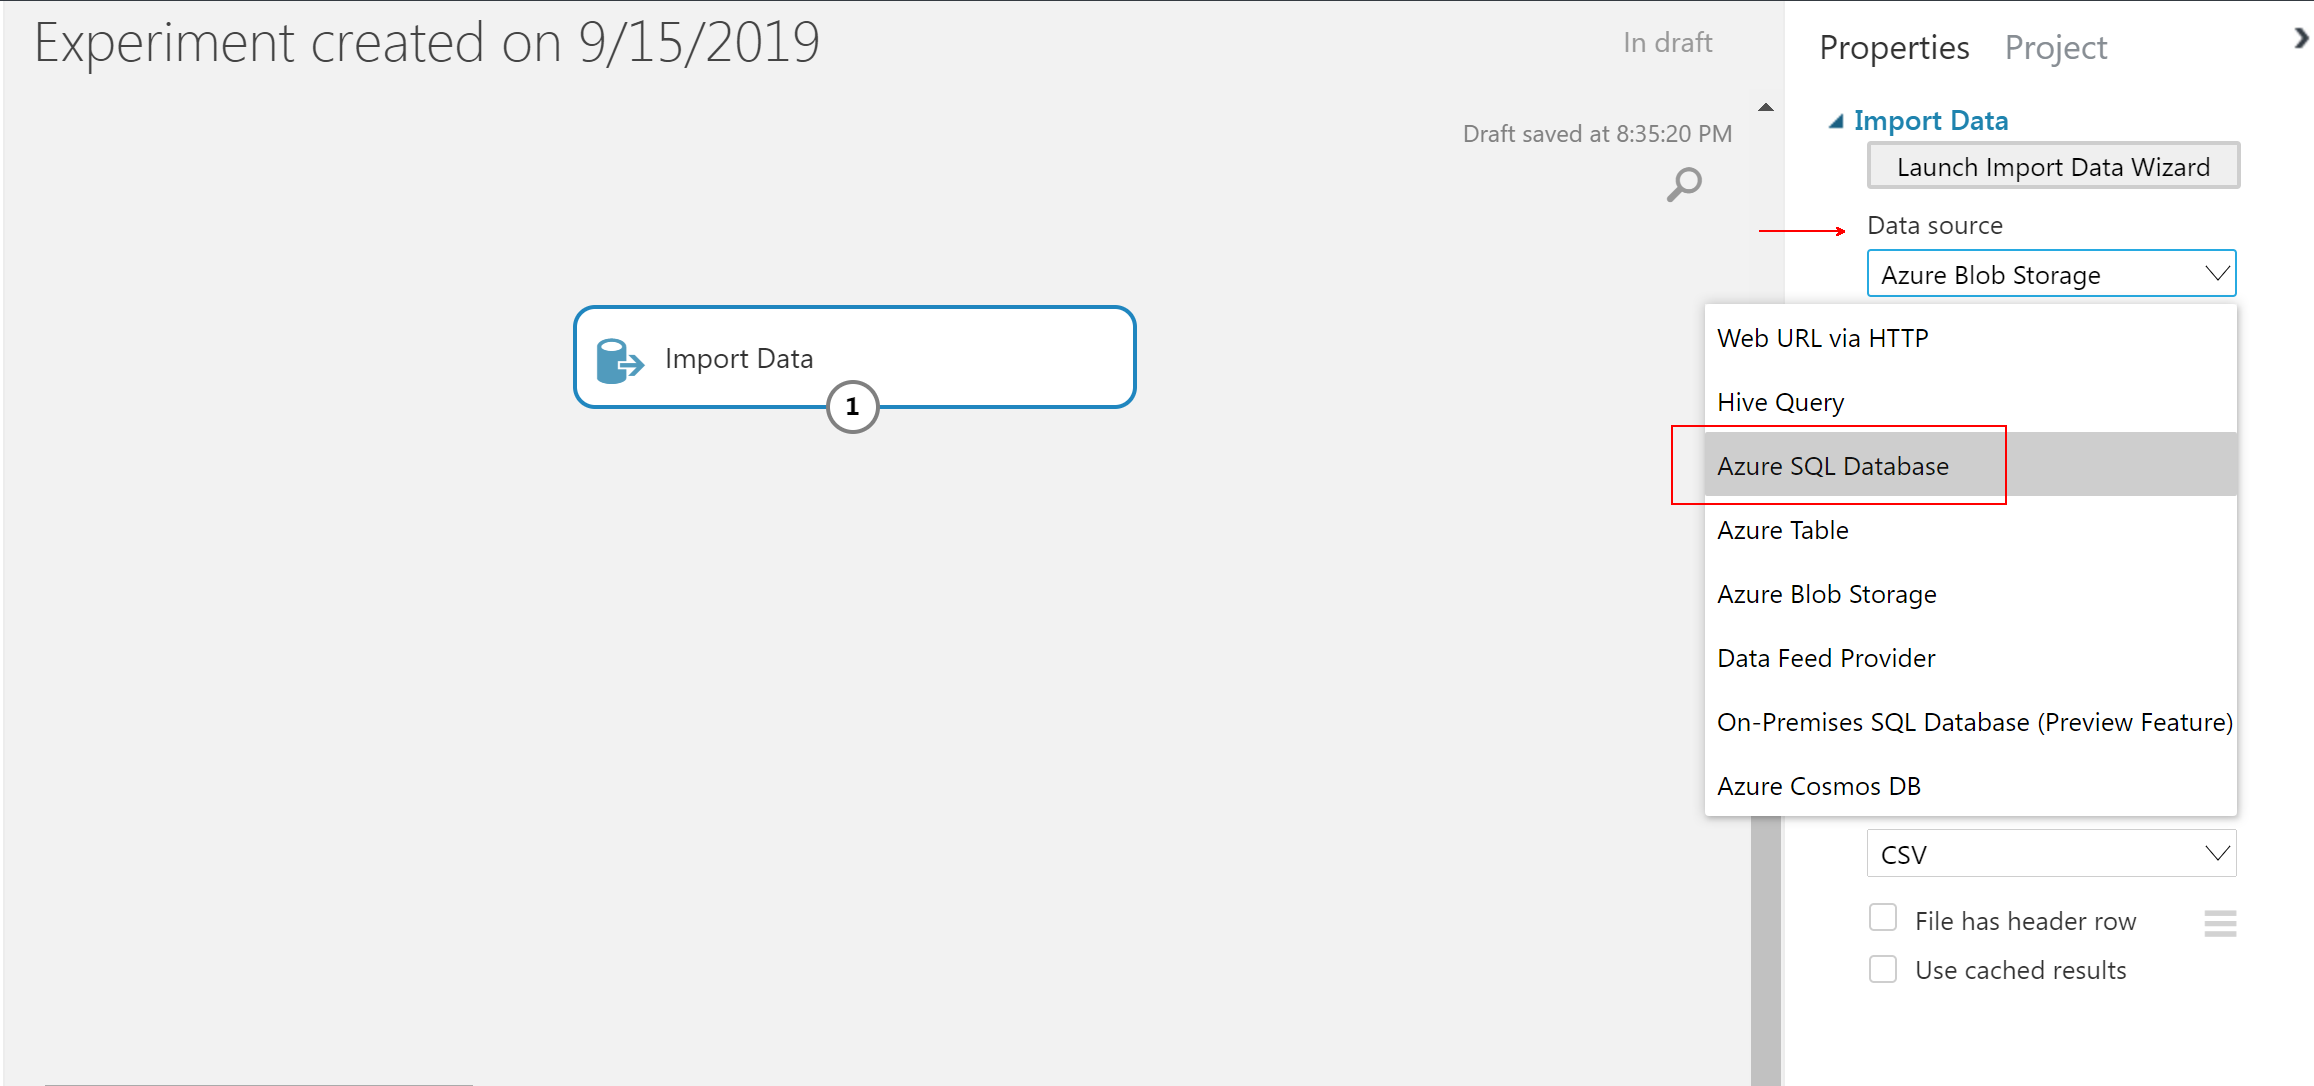 Experiment created on 9/15/2019
In draft
Draft saved at 8:35:20 PM
Import Data
1
Properties Project
Import Data
Launch Import Data Wizard
Data source
Azure Blob Storage
Web URL via HTTP
Hive Query
Azure SQL Database
Azure Table
Azure Blob Storage
Data Feed Provider
On-Premises SQL Database (Preview Feature)
Azure Cosmos DB
CSV
File has header row
Use cached results